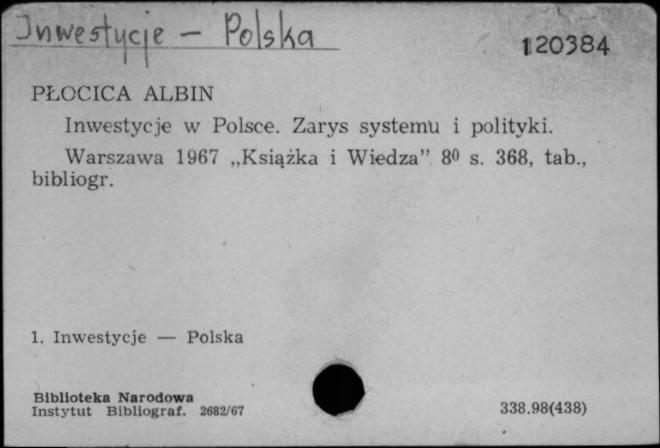 Inwestycje – Polska
120384
PŁOCICA ALBIN
Inwestycje w Polsce. Zarys systemu i polityki.
Warszawa 1967 „Książka i Wiedza” 8⁰ s. 368, tab.,
bibliogr.
1. Inwestycje — Polska
Biblioteka Narodowa
Instytut Bibliograf. 2682/67
338.98(438)